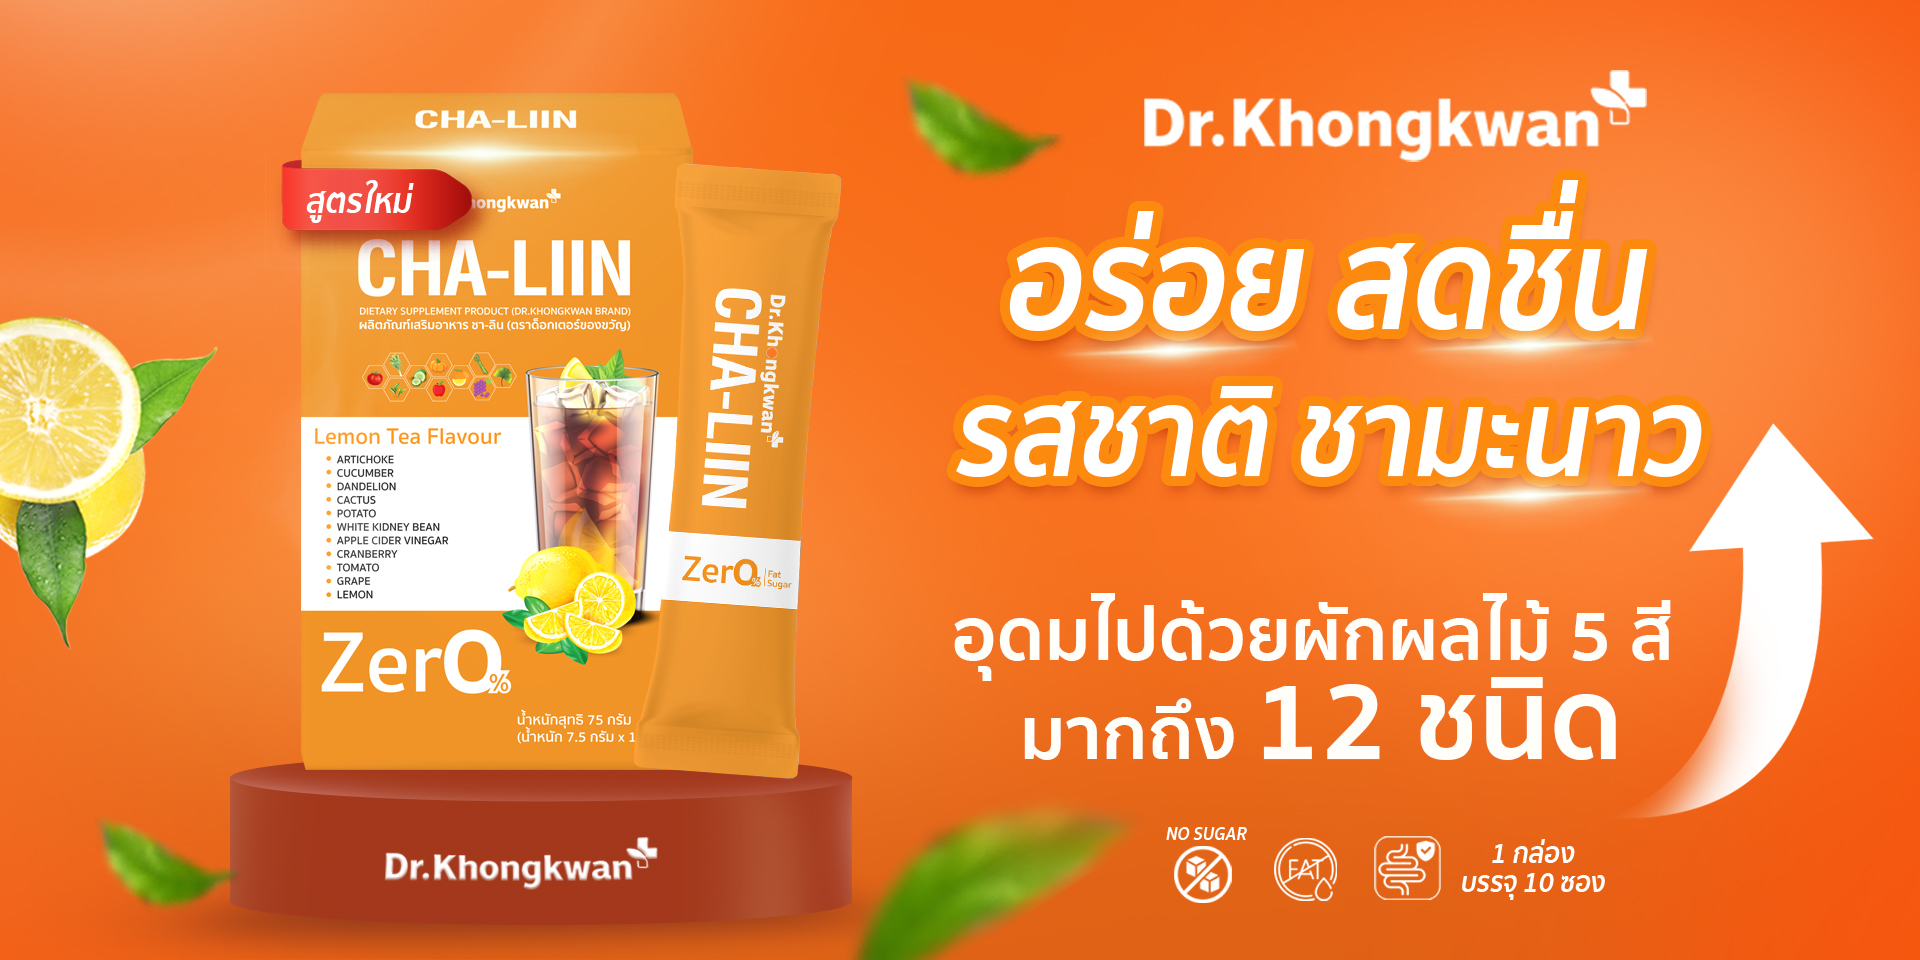 CHA-LIIN
สูตรใหม่
ongkwan
CHA-LIIN
DIETARY SUPPLEMENT PRODUCT (DR.KHONGKWAN BRAND)
ผลิตภัณฑ์เสริมอาหาร ชา-ลิน (ตราด็อกเตอร์ของขวัญ)
Lemon Tea Flavour
ARTICHOKE
CUCUMBER
DANDELION
CACTUS
POTATO
WHITE KIDNEY BEAN
APPLE CIDER VINEGAR
CRANBERRY
TOMATO
GRAPE
LEMON
Zer0%
น้ำหนักสุทธิ 75 กรัม
(น้ำหนัก 7.5 กรัม x 1
Dr.Khongkwan
CHA-LIIN
Zer0%
Fat
Sugar
Dr.Khongkwan
Dr.Khongkwan
อร่อย สดชื่น
รสชาติ ชามะนาว
อุดมไปด้วยผักผลไม้ 5 สี
มากถึง 12 ชนิด
NO SUGAR
FAT
1 กล่อง
บรรจุ 10 ซอง